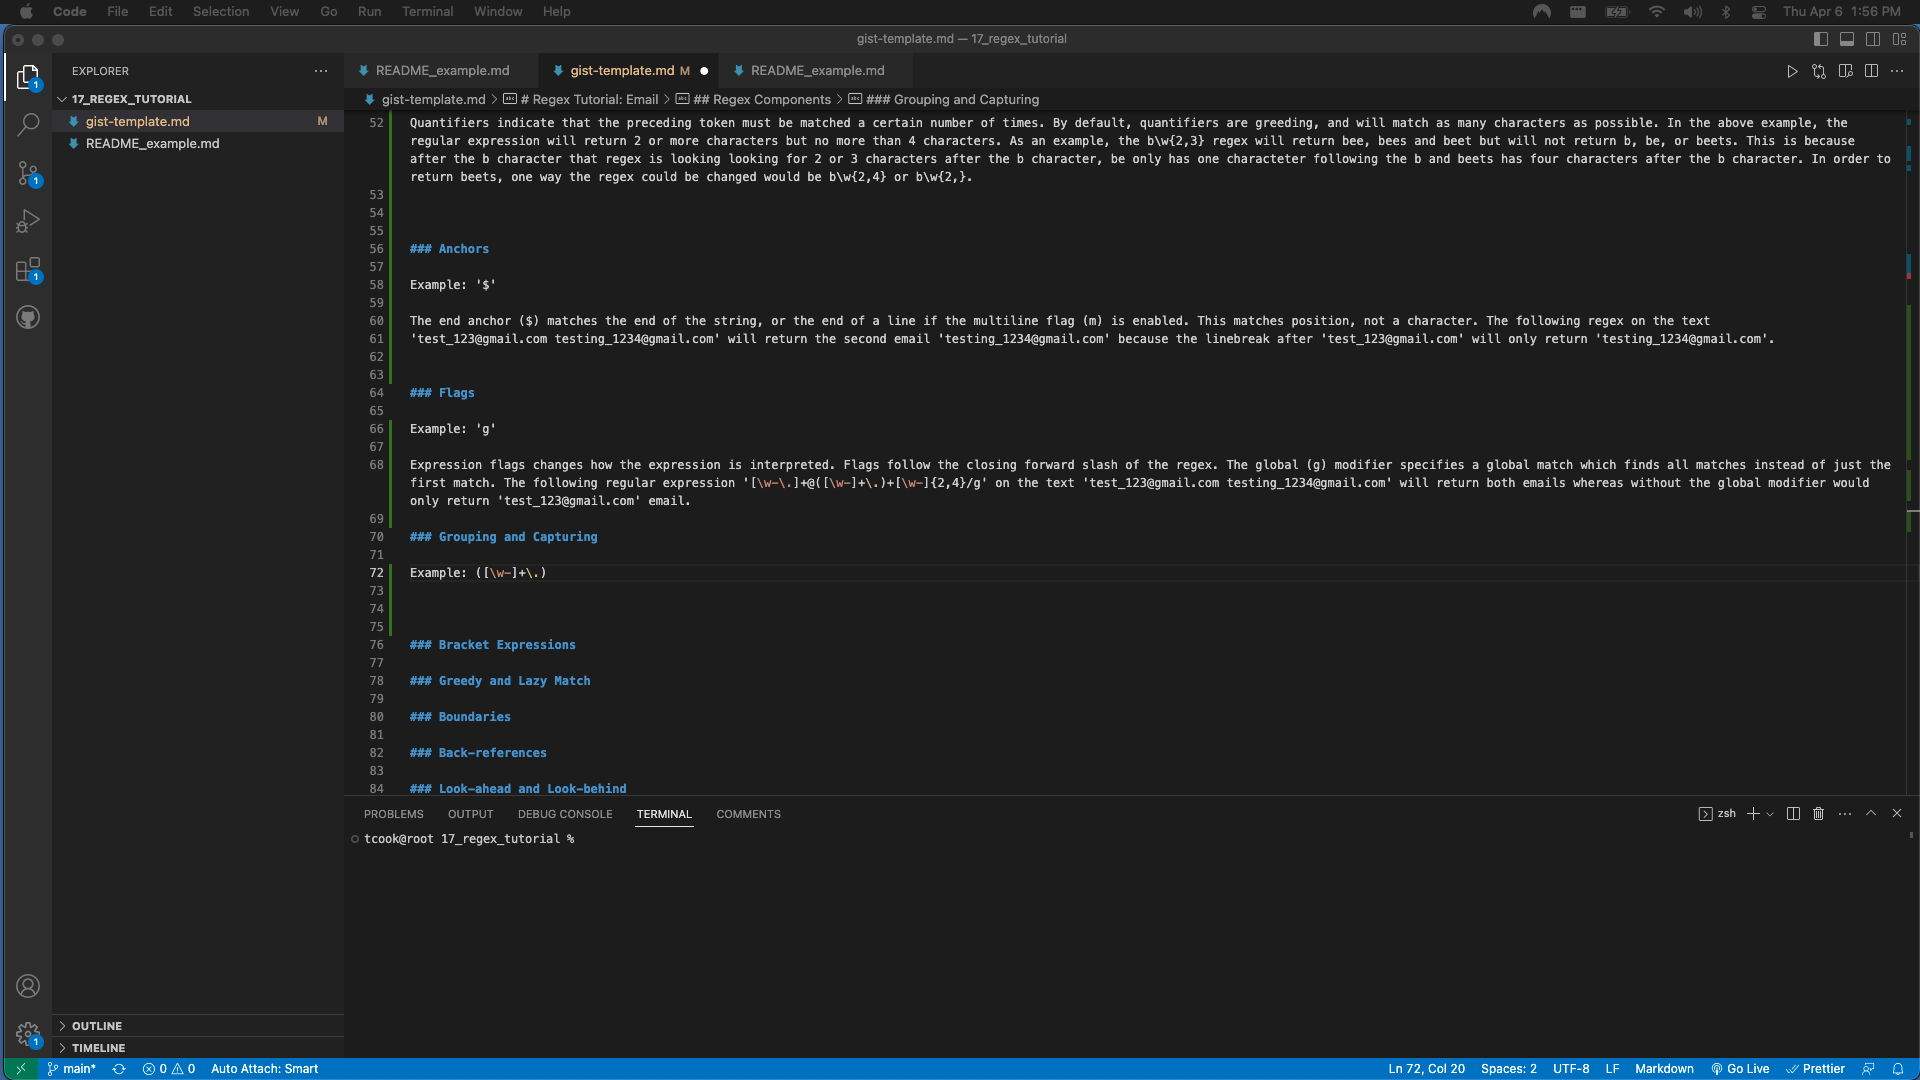 Code File Edit Selection View Go Run Terminal Window Help Thu Apr 6 1:56 PM
gist-template.md — 17_regex_tutorial
EXPLORER
README_example.md gist-template.md M README_example.md
17_REGEX_TUTORIAL
gist-template.md > # Regex Tutorial: Email > ## Regex Components > ### Grouping and Capturing
gist-template.md M
README_example.md
52 Quantifiers indicate that the preceding token must be matched a certain number of times. By default, quantifiers are greeding, and will match as many characters as possible. In the above example, the
regular expression will return 2 or more characters but no more than 4 characters. As an example, the b\w{2,3} regex will return bee, bees and beet but will not return b, be, or beets. This is because
after the b character that regex is looking looking for 2 or 3 characters after the b character, be only has one characteter following the b and beets has four characters after the b character. In order to
return beets, one way the regex could be changed would be b\w{2,4} or b\w{2,}.
53
54
55
56 ### Anchors
57
58 Example: '$'
59
60 The end anchor ($) matches the end of the string, or the end of a line if the multiline flag (m) is enabled. This matches position, not a character. The following regex on the text
61 'test_123@gmail.com testing_1234@gmail.com' will return the second email 'testing_1234@gmail.com' because the linebreak after 'test_123@gmail.com' will only return 'testing_1234@gmail.com'.
62
63
64 ### Flags
65
66 Example: 'g'
67
68 Expression flags changes how the expression is interpreted. Flags follow the closing forward slash of the regex. The global (g) modifier specifies a global match which finds all matches instead of just the
first match. The following regular expression '[\w-\.]+@([\w-]+\.)+[\w-]{2,4}/g' on the text 'test_123@gmail.com testing_1234@gmail.com' will return both emails whereas without the global modifier would
only return 'test_123@gmail.com' email.
69
70 ### Grouping and Capturing
71
72 Example: ([\w-]+\.)
73
74
75
76 ### Bracket Expressions
77
78 ### Greedy and Lazy Match
79
80 ### Boundaries
81
82 ### Back-references
83
84 ### Look-ahead and Look-behind
PROBLEMS OUTPUT DEBUG CONSOLE TERMINAL COMMENTS zsh
tcook@root 17_regex_tutorial %
OUTLINE
TIMELINE
main* 0 0 Auto Attach: Smart Ln 72, Col 20 Spaces: 2 UTF-8 LF Markdown Go Live Prettier
1
1
1
1